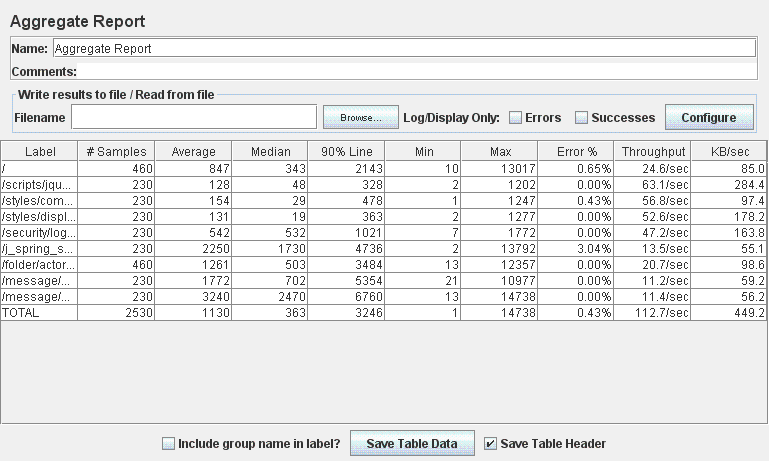 Aggregate Report
Name: Aggregate Report
Comments:
Write results to file / Read from file
Filename Browse... Log/Display Only: Errors Successes Configure
Label # Samples Average Median 90% Line Min Max Error % Throughput KB/sec
/ 460 847 343 2143 10 13017 0.65% 24.6/sec 85.0
/scripts/jqu... 230 128 48 328 2 1202 0.00% 63.1/sec 284.4
/styles/com... 230 154 29 478 1 1247 0.43% 56.8/sec 97.4
/styles/displ... 230 131 19 363 2 1277 0.00% 52.6/sec 178.2
/security/log... 230 542 532 1021 7 1772 0.00% 47.2/sec 163.8
/j_spring_s... 230 2250 1730 4736 2 13792 3.04% 13.5/sec 55.1
/folder/actor... 460 1261 503 3484 13 12357 0.00% 20.7/sec 98.6
/message/... 230 1772 702 5354 21 10977 0.00% 11.2/sec 59.2
/message/... 230 3240 2470 6760 13 14738 0.00% 11.4/sec 56.2
TOTAL 2530 1130 363 3246 1 14738 0.43% 112.7/sec 449.2
Include group name in label? Save Table Data Save Table Header